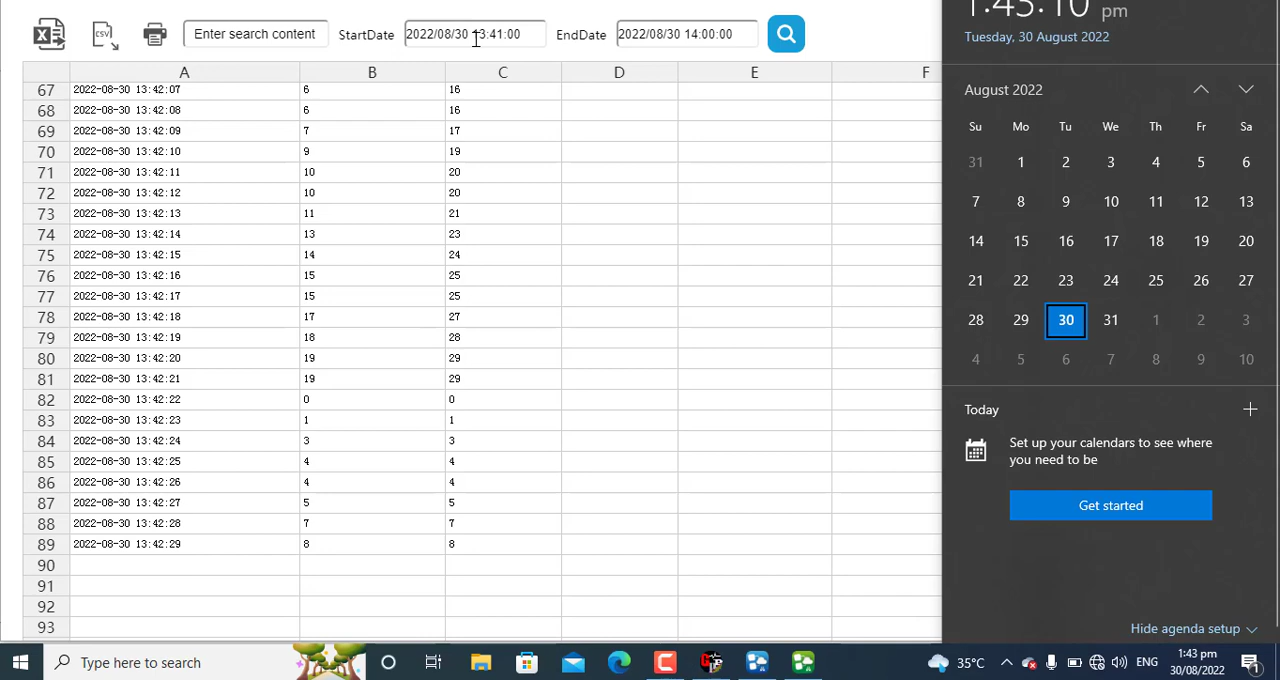 1:43:10 pm
Tuesday, 30 August 2022
CSV
Enter search content
StartDate
2022/08/30 13:41:00
EndDate
2022/08/30 14:00:00
A B C D E F
67 2022-08-30 13:42:07 6 16
68 2022-08-30 13:42:08 6 16
69 2022-08-30 13:42:09 7 17
70 2022-08-30 13:42:10 9 19
71 2022-08-30 13:42:11 10 20
72 2022-08-30 13:42:12 10 20
73 2022-08-30 13:42:13 11 21
74 2022-08-30 13:42:14 13 23
75 2022-08-30 13:42:15 14 24
76 2022-08-30 13:42:16 15 25
77 2022-08-30 13:42:17 15 25
78 2022-08-30 13:42:18 17 27
79 2022-08-30 13:42:19 18 28
80 2022-08-30 13:42:20 19 29
81 2022-08-30 13:42:21 19 29
82 2022-08-30 13:42:22 0 0
83 2022-08-30 13:42:23 1 1
84 2022-08-30 13:42:24 3 3
85 2022-08-30 13:42:25 4 4
86 2022-08-30 13:42:26 4 4
87 2022-08-30 13:42:27 5 5
88 2022-08-30 13:42:28 7 7
89 2022-08-30 13:42:29 8 8
90
91
92
93
August 2022
Su Mo Tu We Th Fr Sa
31 1 2 3 4 5 6
7 8 9 10 11 12 13
14 15 16 17 18 19 20
21 22 23 24 25 26 27
28 29 30 31 1 2 3
4 5 6 7 8 9 10
Today
Set up your calendars to see where
you need to be
Get started
Hide agenda setup
Type here to search
35°C
ENG
1:43 pm
30/08/2022
1